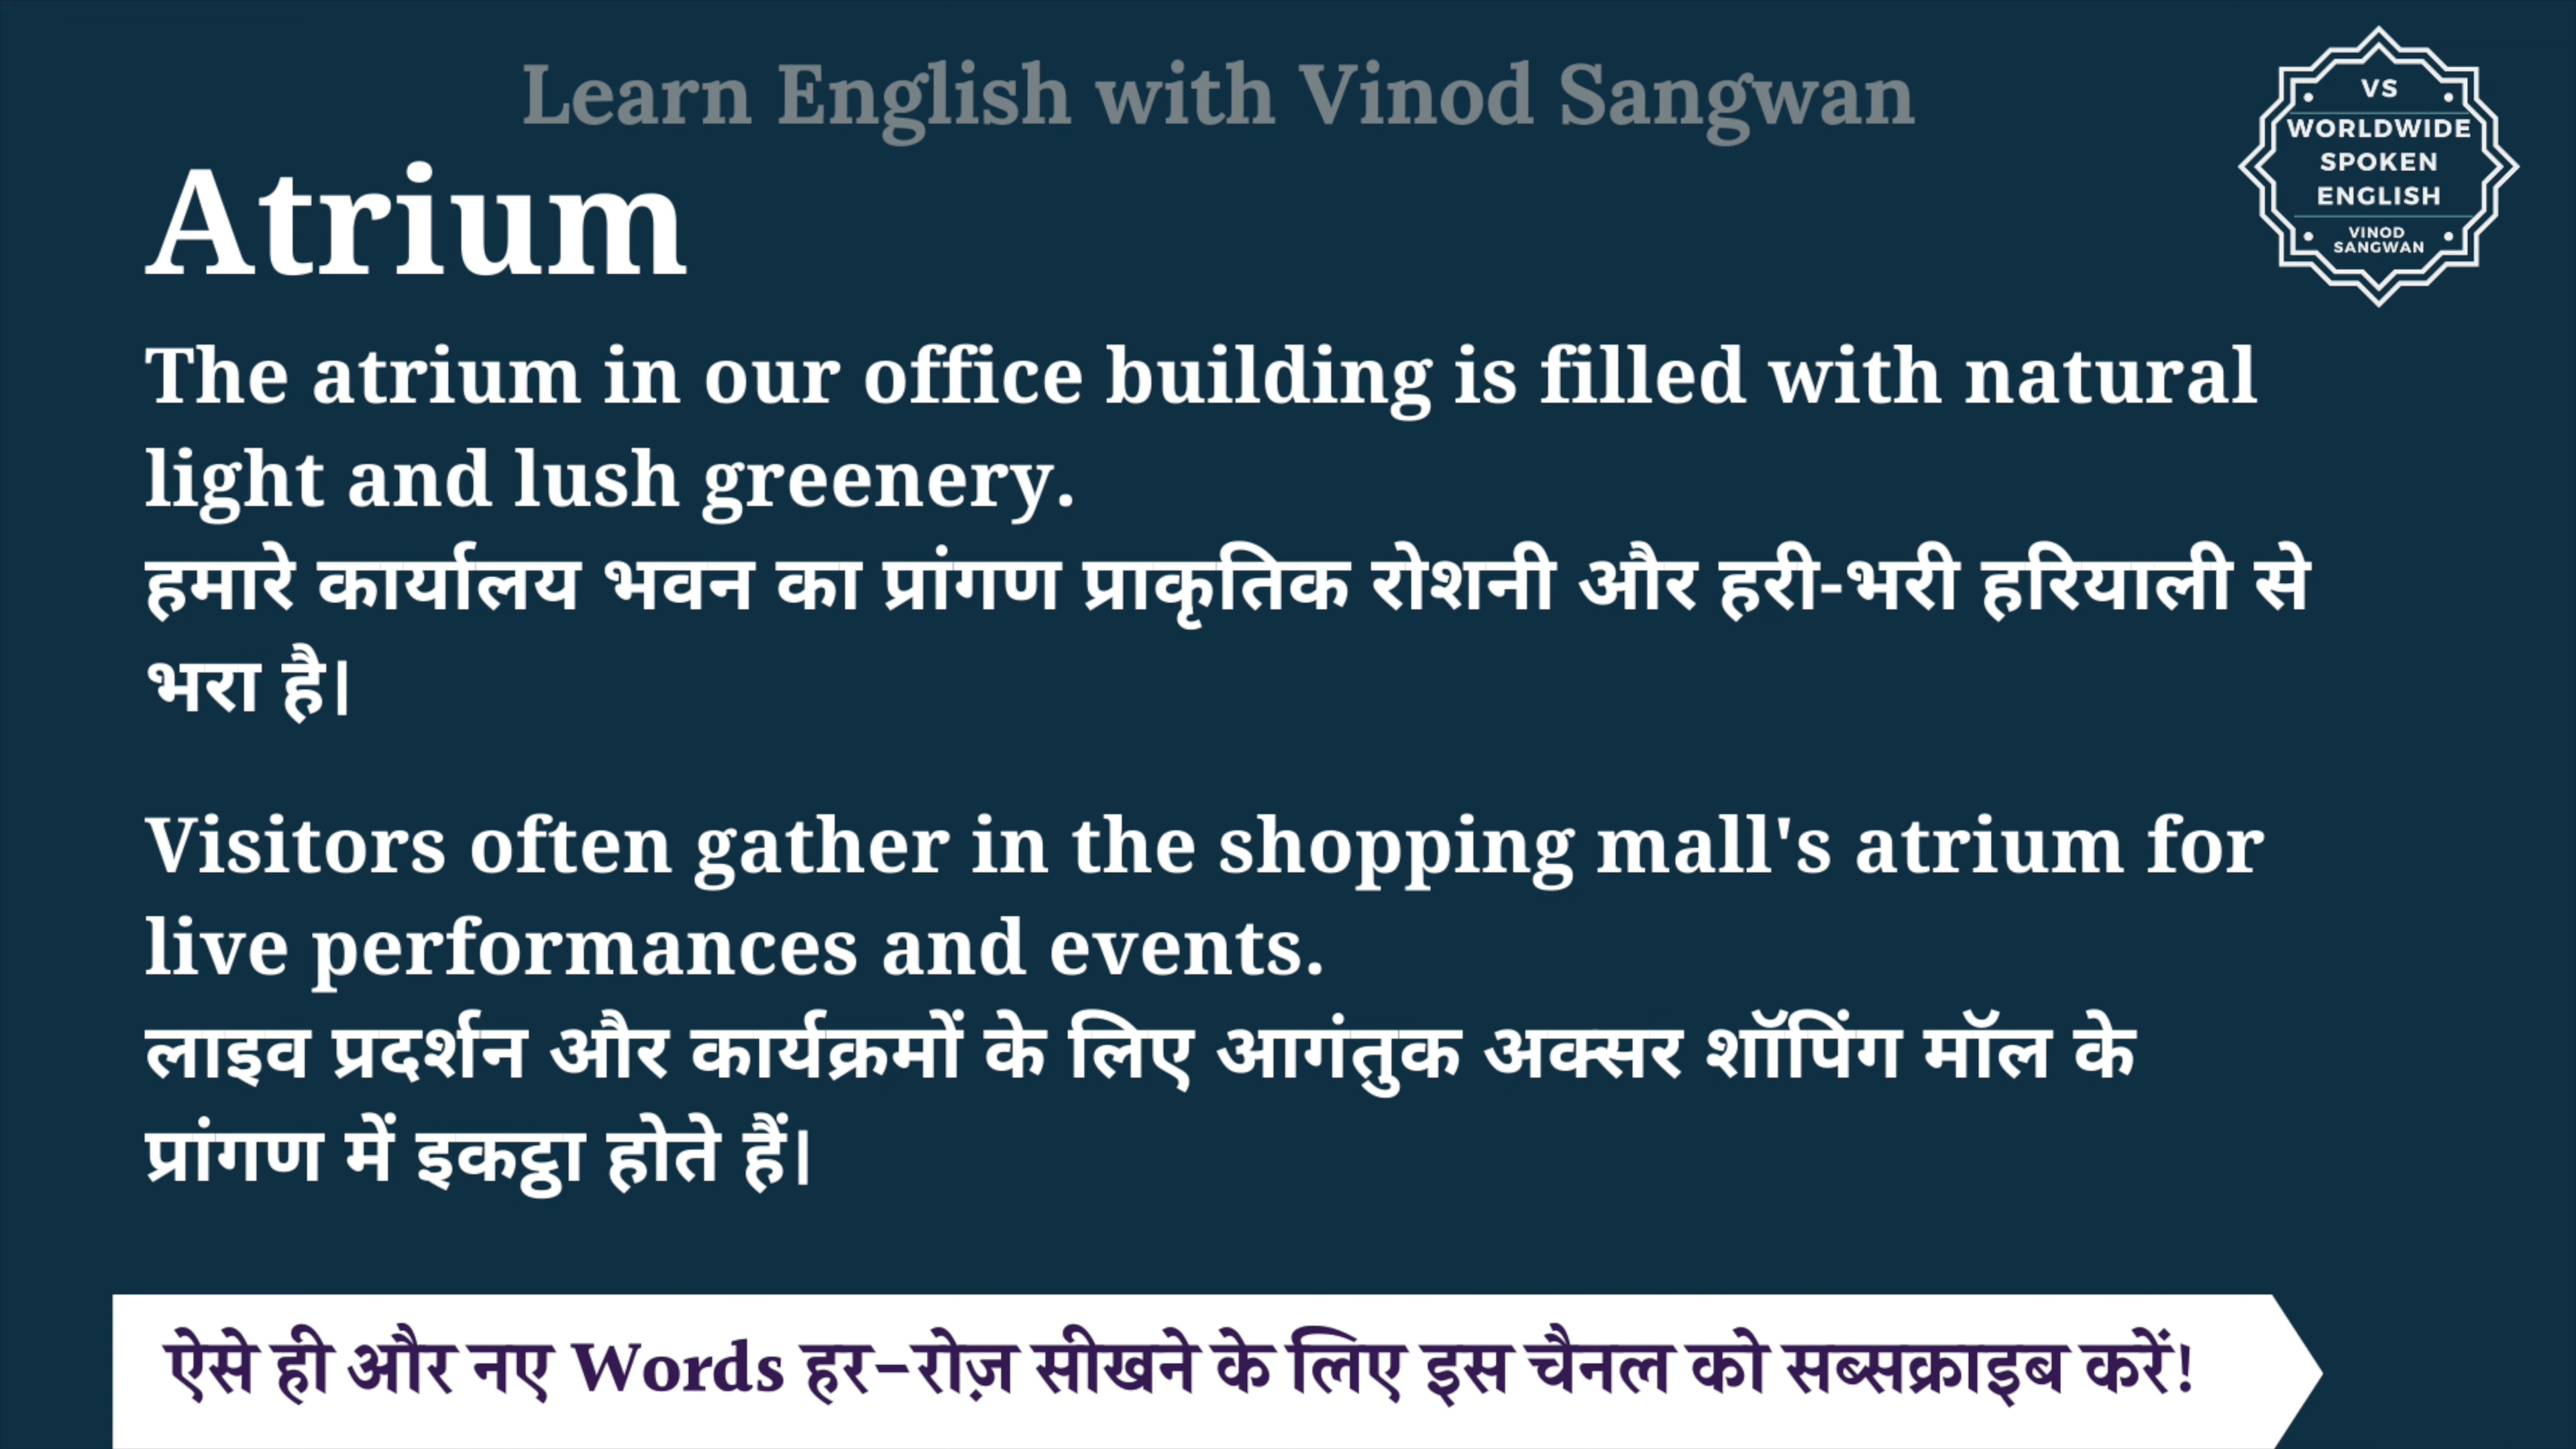 Learn English with Vinod Sangwan
VS
WORLDWIDE
SPOKEN
ENGLISH
VINOD
SANGWAN
Atrium
The atrium in our office building is filled with natural
light and lush greenery.
हमारे कार्यालय भवन का प्रांगण प्राकृतिक रोशनी और हरी-भरी हरियाली से
भरा है।
Visitors often gather in the shopping mall's atrium for
live performances and events.
लाइव प्रदर्शन और कार्यक्रमों के लिए आगंतुक अक्सर शॉपिंग मॉल के
प्रांगण में इकट्ठा होते हैं।
ऐसे ही और नए Words हर-रोज़ सीखने के लिए इस चैनल को सब्सक्राइब करें!